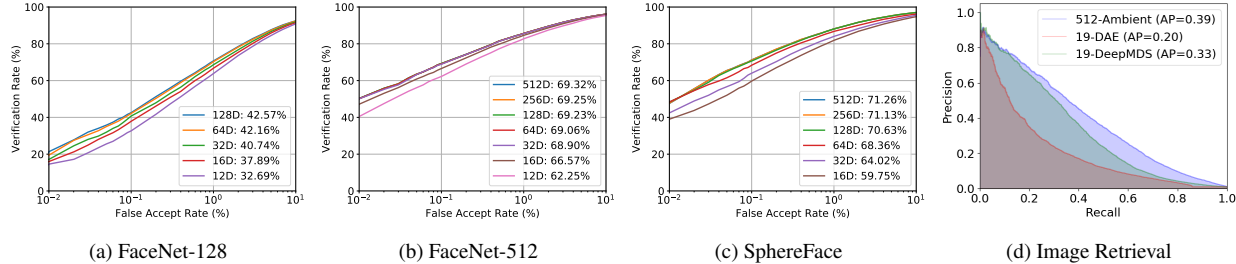 100
80
60
40
20
0
Verification Rate (%)
128D: 42.57%
64D: 42.16%
32D: 40.74%
16D: 37.89%
12D: 32.69%
10⁻²
10⁻¹
10⁰
10¹
False Accept Rate (%)
(a) FaceNet-128
100
80
60
40
20
0
Verification Rate (%)
512D: 69.32%
256D: 69.25%
128D: 69.23%
64D: 69.06%
32D: 68.90%
16D: 66.57%
12D: 62.25%
10⁻²
10⁻¹
10⁰
10¹
False Accept Rate (%)
(b) FaceNet-512
100
80
60
40
20
0
Verification Rate (%)
512D: 71.26%
256D: 71.13%
128D: 70.63%
64D: 68.36%
32D: 64.02%
16D: 59.75%
10⁻²
10⁻¹
10⁰
10¹
False Accept Rate (%)
(c) SphereFace
1.0
0.8
0.6
0.4
0.2
0.0
Precision
512-Ambient (AP=0.39)
19-DAE (AP=0.20)
19-DeepMDS (AP=0.33)
0.0
0.2
0.4
0.6
0.8
1.0
Recall
(d) Image Retrieval